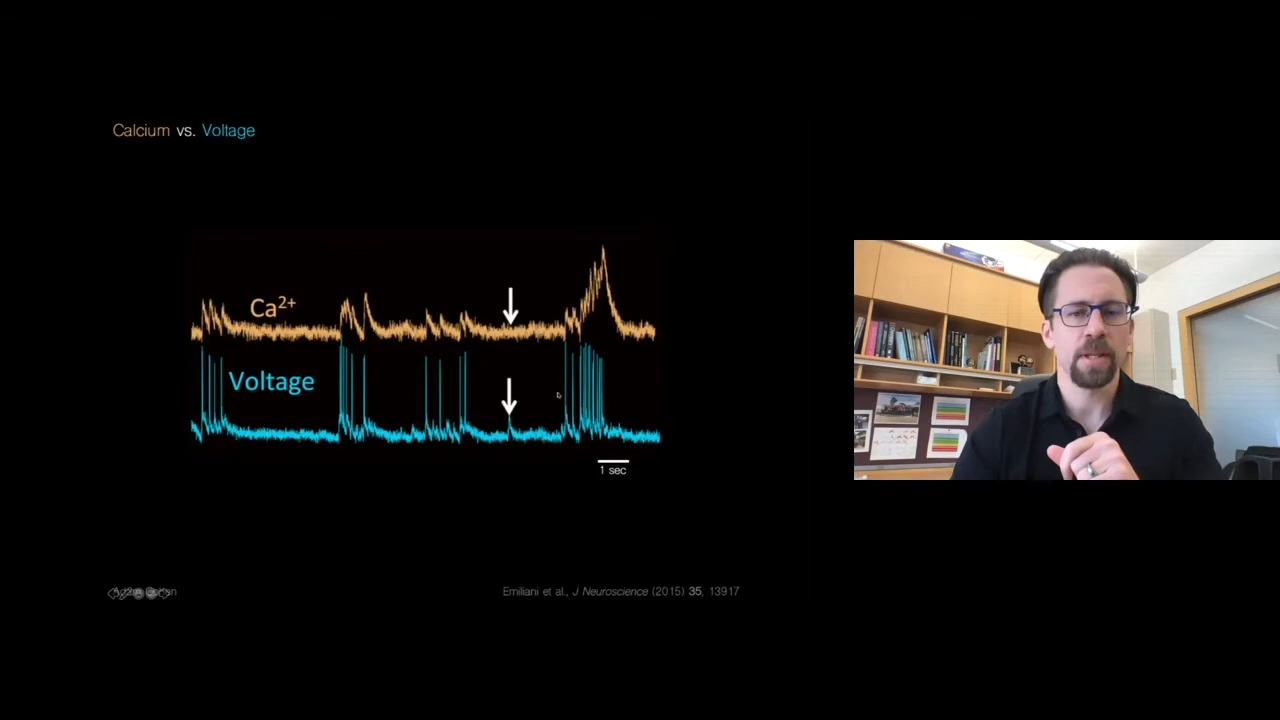 Calcium vs. Voltage
Ca²⁺
Voltage
1 sec
Emiliani et al., J Neuroscience (2015) 35, 13917